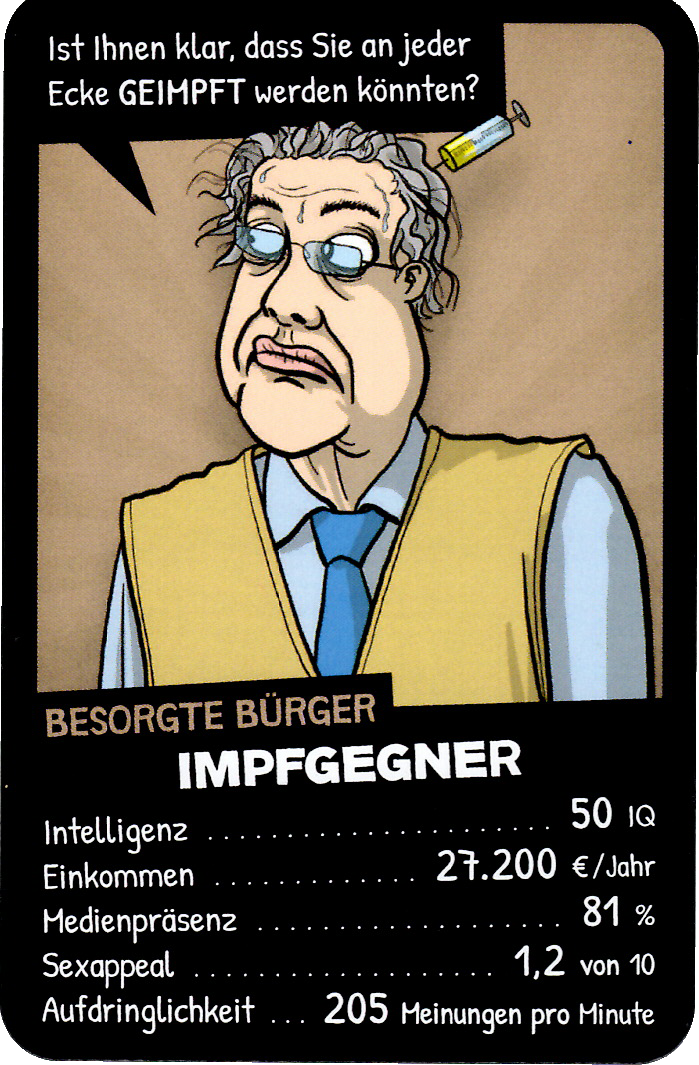 Ist Ihnen klar, dass Sie an jeder
Ecke GEIMPFT werden könnten?
BESORGTE BÜRGER
IMPFGEGNER
Intelligenz ...................... 50 IQ
Einkommen ............. 27.200 €/Jahr
Medienpräsenz .................... 81 %
Sexappeal .................... 1,2 von 10
Aufdringlichkeit ... 205 Meinungen pro Minute